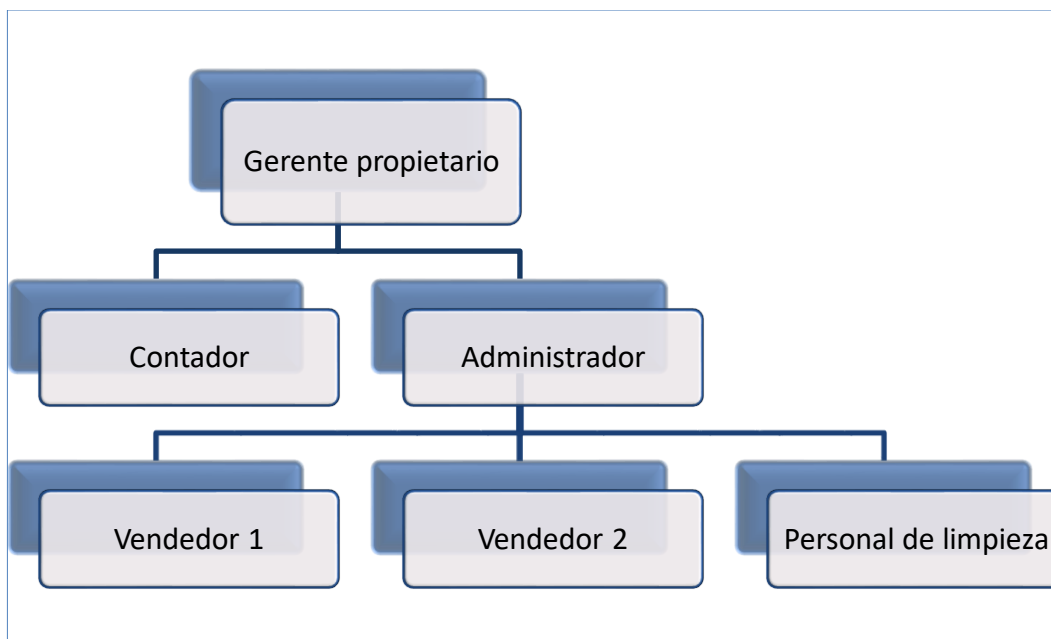 Gerente propietario
Contador
Administrador
Vendedor 1
Vendedor 2
Personal de limpieza